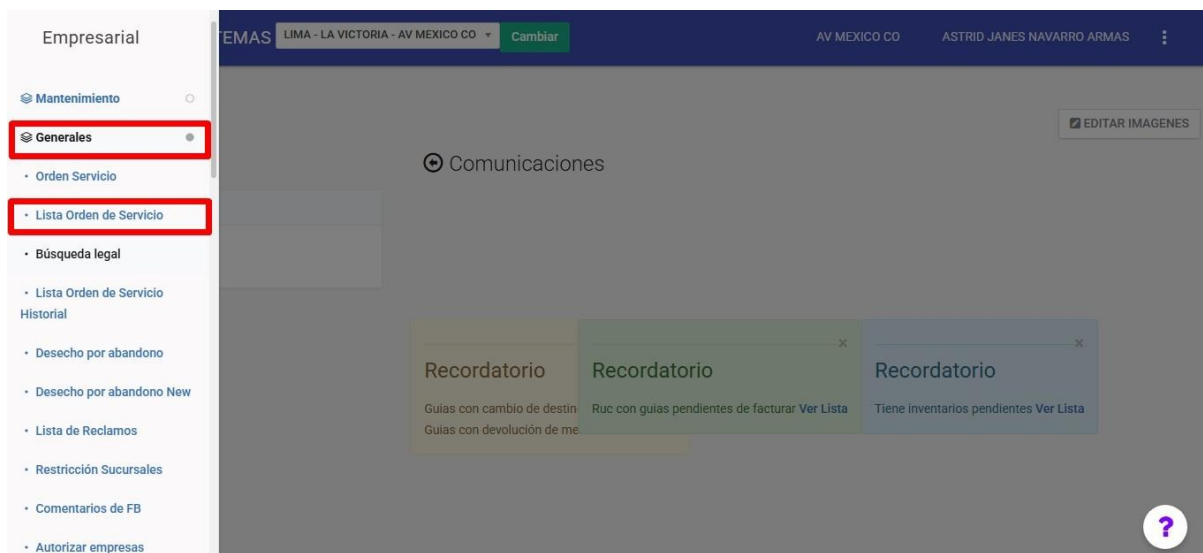 Empresarial
TEMAS LIMA - LA VICTORIA - AV MEXICO CO Cambiar AV MEXICO CO ASTRID JANES NAVARRO ARMAS
Mantenimiento
Generales
Orden Servicio
Lista Orden de Servicio
Búsqueda legal
Lista Orden de Servicio
Historial
Desecho por abandono
Desecho por abandono New
Lista de Reclamos
Restricción Sucursales
Comentarios de FB
Autorizar empresas
EDITAR IMAGENES
Comunicaciones
Recordatorio
Guias con cambio de destin
Guias con devolución de me
Recordatorio
Ruc con guias pendientes de facturar Ver Lista
Recordatorio
Tiene inventarios pendientes Ver Lista
?